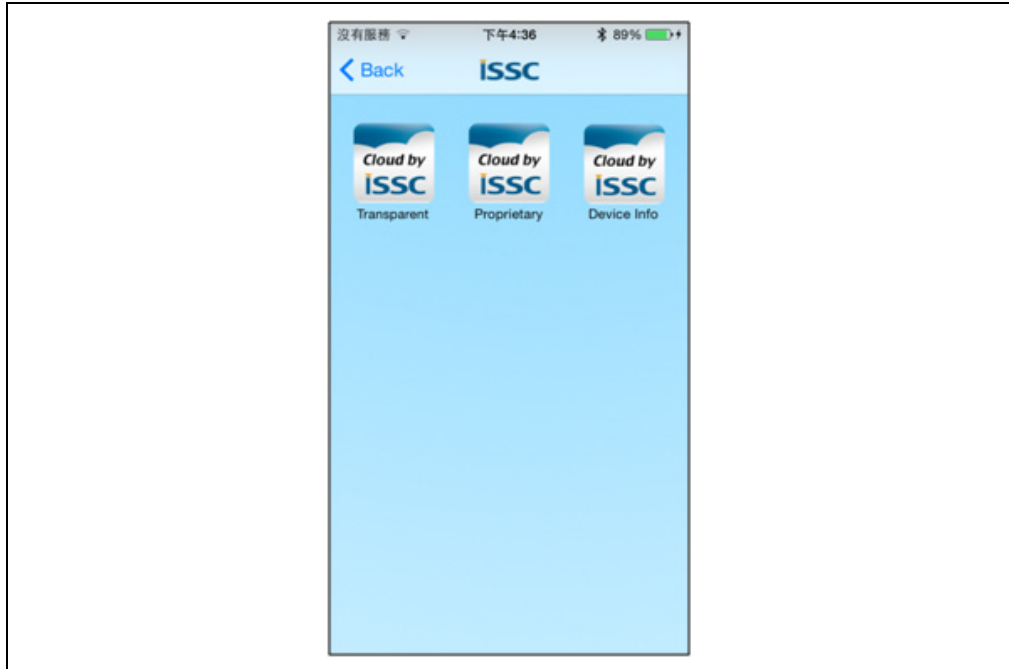 沒有服務 下午4:36 89%
Back ISSC
Cloud by Cloud by Cloud by
ISSC ISSC ISSC
Transparent Proprietary Device Info